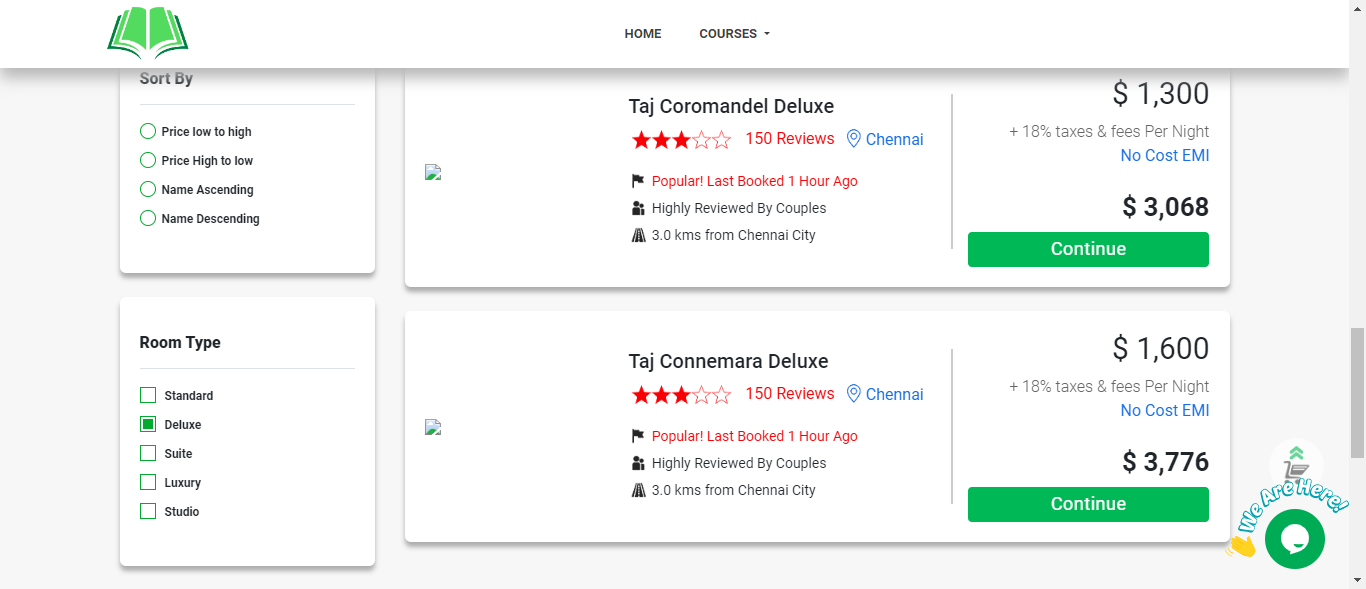 HOME
COURSES
Sort By
Price low to high
Price High to low
Name Ascending
Name Descending
Room Type
Standard
Deluxe
Suite
Luxury
Studio
Taj Coromandel Deluxe
150 Reviews
Chennai
Popular! Last Booked 1 Hour Ago
Highly Reviewed By Couples
3.0 kms from Chennai City
$ 1,300
+ 18% taxes & fees Per Night
No Cost EMI
$ 3,068
Continue
Taj Connemara Deluxe
150 Reviews
Chennai
Popular! Last Booked 1 Hour Ago
Highly Reviewed By Couples
3.0 kms from Chennai City
$ 1,600
+ 18% taxes & fees Per Night
No Cost EMI
$ 3,776
Continue
We Are Here!